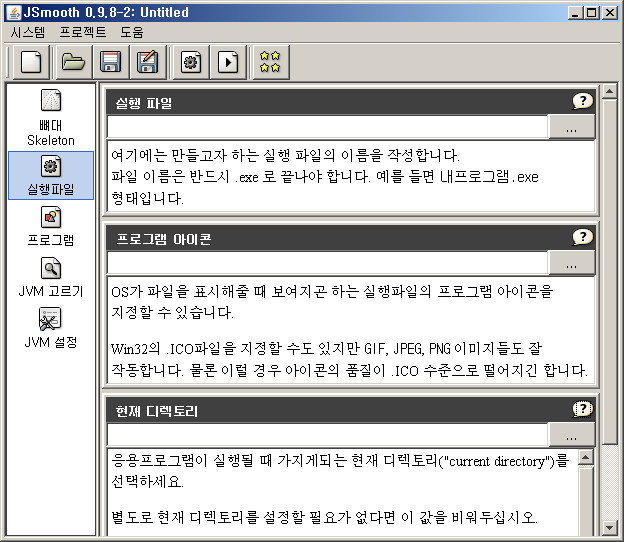 JSmooth 0.9.8-2: Untitled
시스템 프로젝트 도움
뼈대
Skeleton
실행파일
프로그램
JVM 고르기
JVM 설정
실행 파일
?
...
여기에는 만들고자 하는 실행 파일의 이름을 작성합니다.
파일 이름은 반드시 .exe 로 끝나야 합니다. 예를 들면 내프로그램.exe
형태입니다.
프로그램 아이콘
?
...
OS가 파일을 표시해줄 때 보여지곤 하는 실행파일의 프로그램 아이콘을
지정할 수 있습니다.
Win32의 .ICO파일을 지정할 수도 있지만 GIF, JPEG, PNG 이미지들도 잘
작동합니다. 물론 이럴 경우 아이콘의 품질이 .ICO 수준으로 떨어지긴 합니다.
현재 디렉토리
?
...
응용프로그램이 실행될 때 가지게되는 현재 디렉토리("current directory")를
선택하세요.
별도로 현재 디렉토리를 설정할 필요가 없다면 이 값을 비워두십시오.